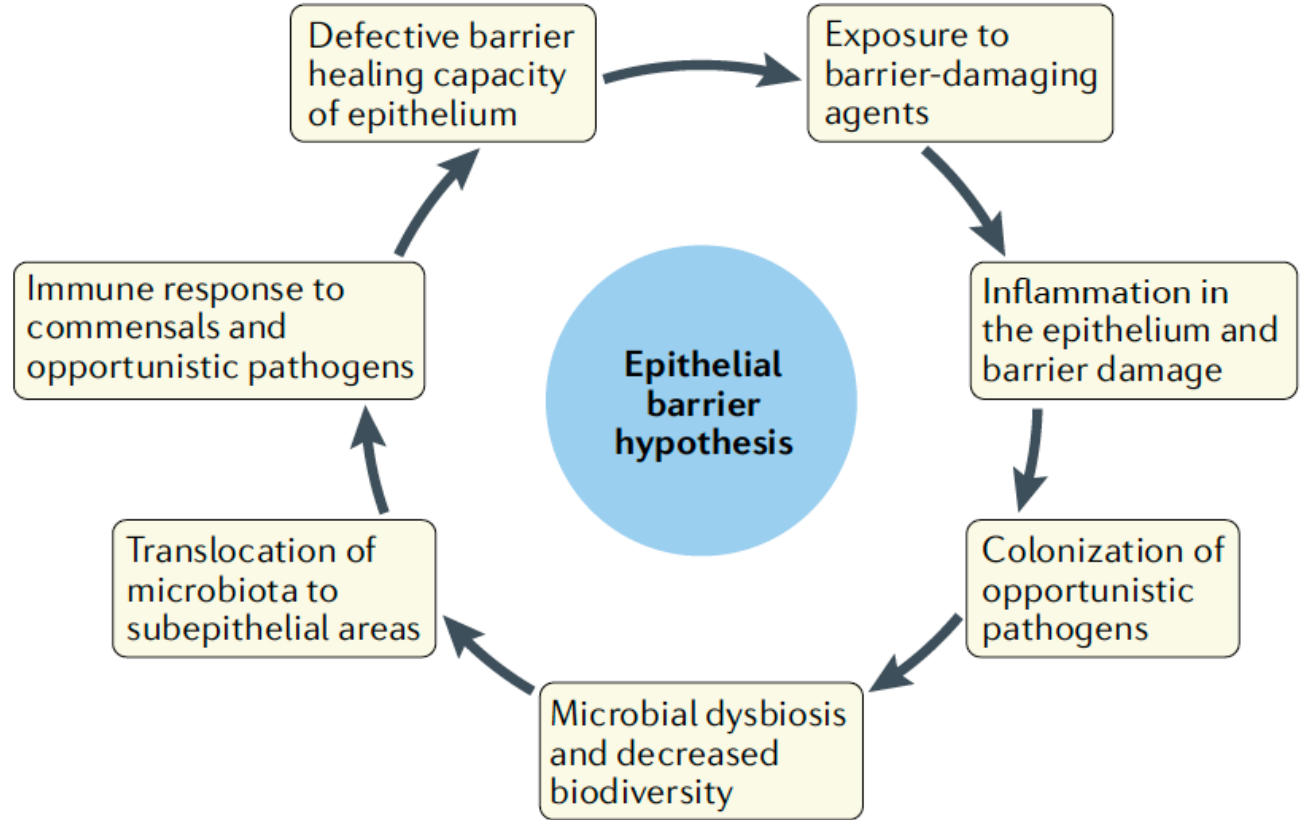 Defective barrier
healing capacity
of epithelium
Exposure to
barrier-damaging
agents
Inflammation in
the epithelium and
barrier damage
Colonization of
opportunistic
pathogens
Microbial dysbiosis
and decreased
biodiversity
Translocation of
microbiota to
subepithelial areas
Immune response to
commensals and
opportunistic pathogens
Epithelial
barrier
hypothesis